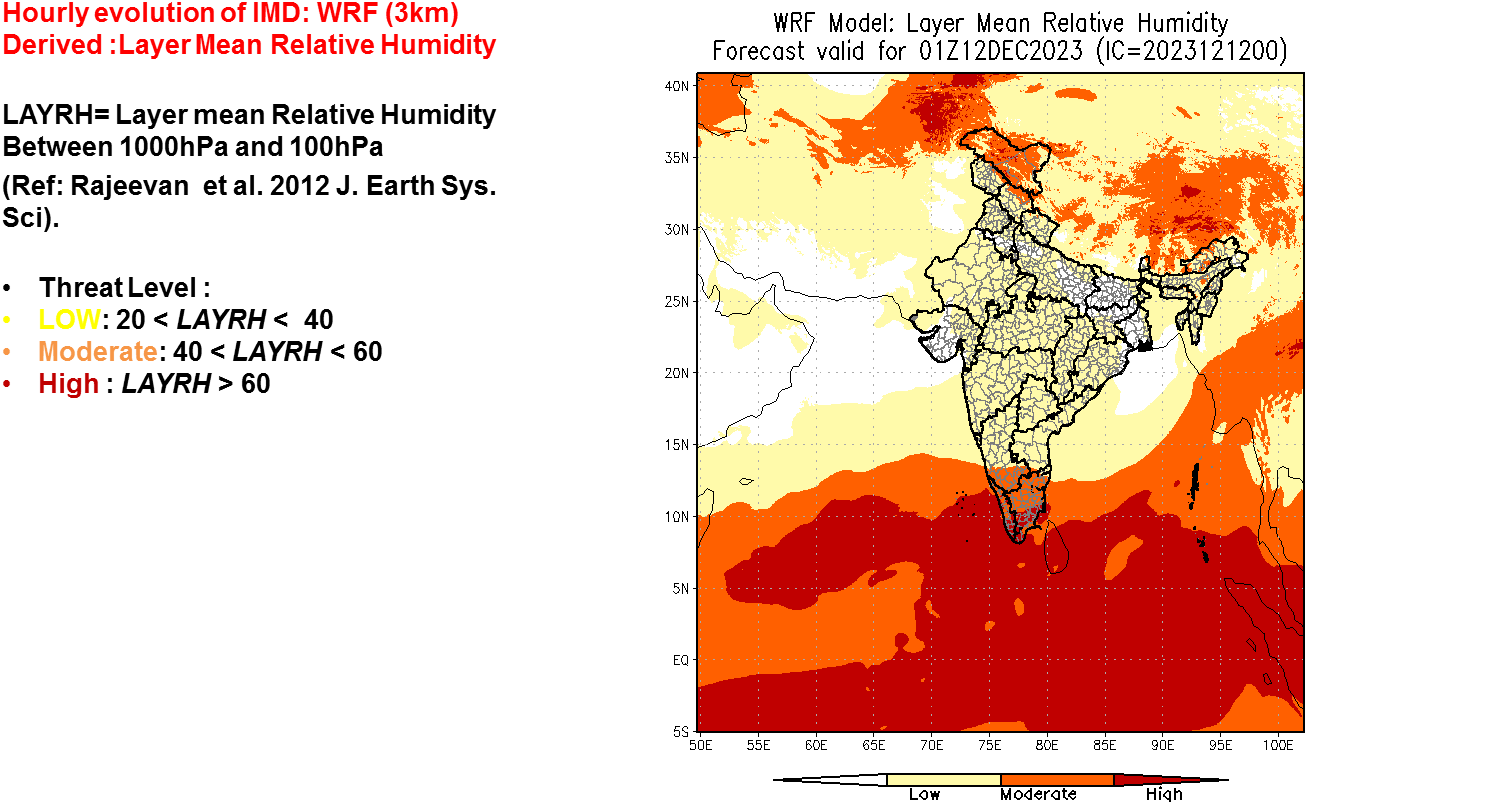 Hourly evolution of IMD: WRF (3km)
Derived :Layer Mean Relative Humidity
LAYRH= Layer mean Relative Humidity
Between 1000hPa and 100hPa
(Ref: Rajeevan et al. 2012 J. Earth Sys.
Sci).
• Threat Level :
• LOW: 20 < LAYRH < 40
• Moderate: 40 < LAYRH < 60
• High : LAYRH > 60
WRF Model: Layer Mean Relative Humidity
Forecast valid for 01Z12DEC2023 (IC=2023121200)
40N
35N
30N
25N
20N
15N
10N
5N
EQ
5S
50E 55E 60E 65E 70E 75E 80E 85E 90E 95E 100E
Low Moderate High